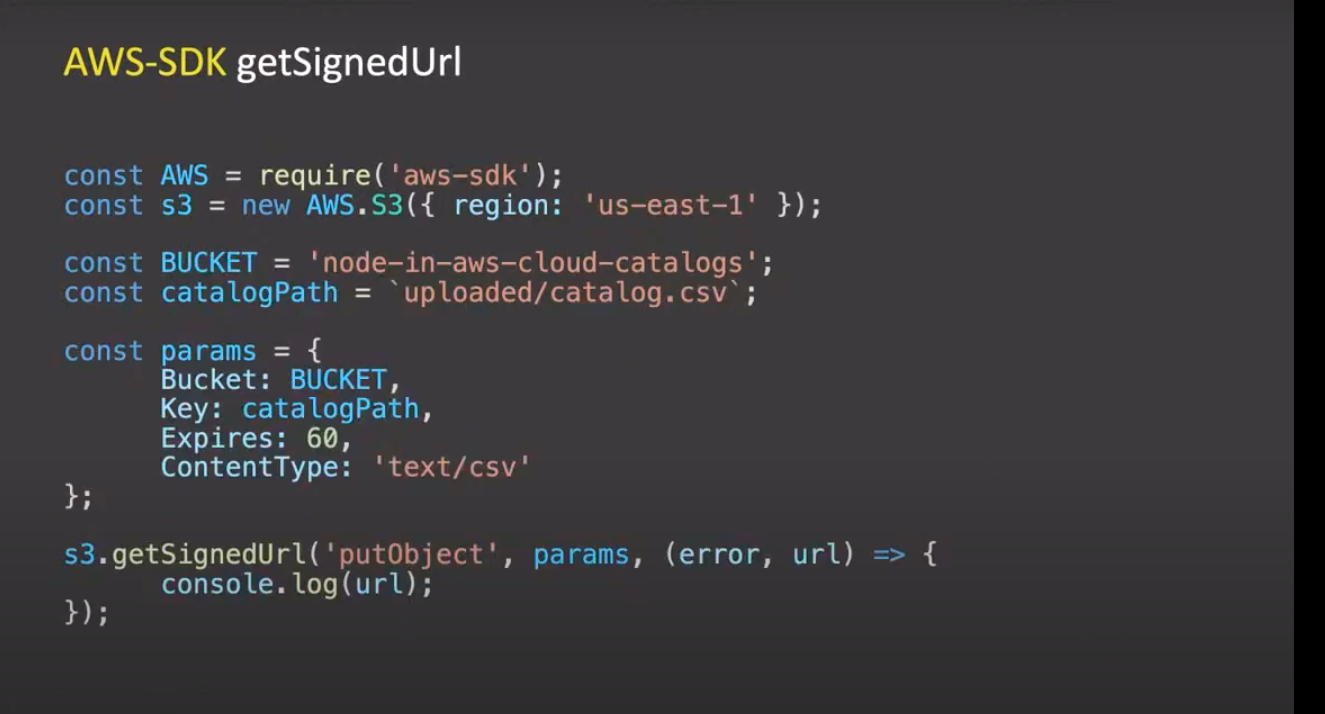 AWS-SDK getSignedUrl
const AWS = require('aws-sdk');
const s3 = new AWS.S3({ region: 'us-east-1' });
const BUCKET = 'node-in-aws-cloud-catalogs';
const catalogPath = `uploaded/catalog.csv`;
const params = {
      Bucket: BUCKET,
      Key: catalogPath,
      Expires: 60,
      ContentType: 'text/csv'
};
s3.getSignedUrl('putObject', params, (error, url) => {
      console.log(url);
});